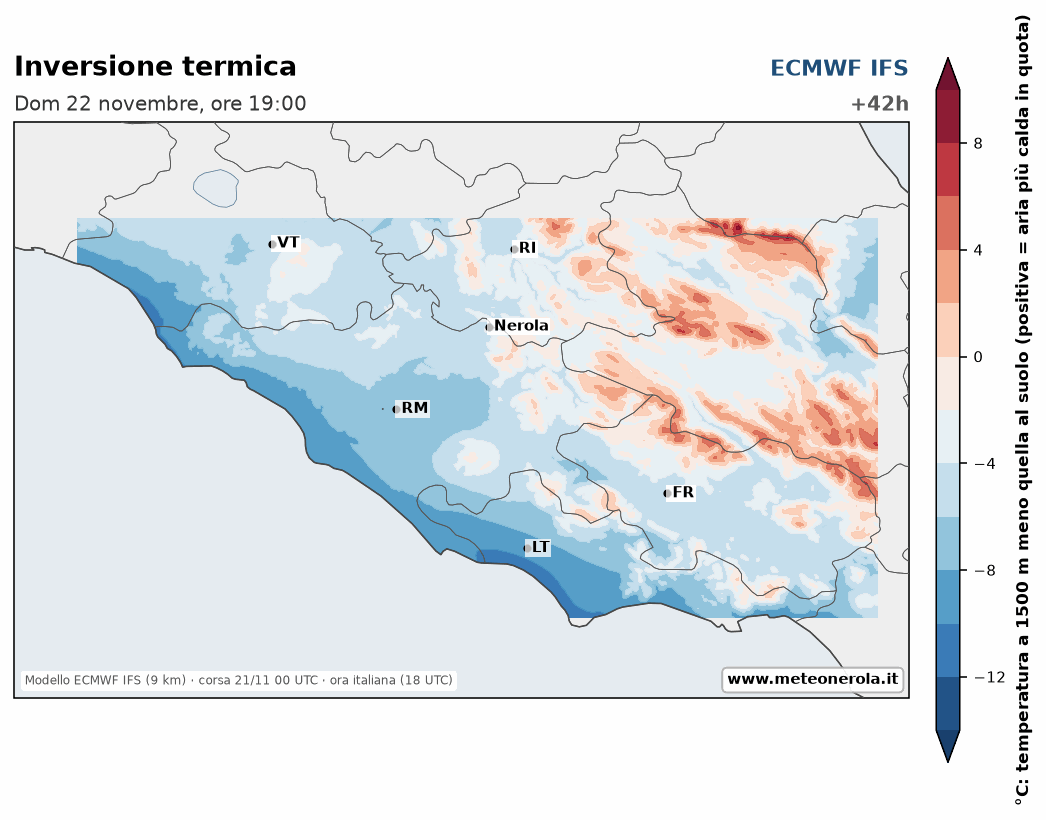 Inversione termica
ECMWF IFS
Dom 22 novembre, ore 19:00
+42h
VT
RI
Nerola
RM
FR
LT
Modello ECMWF IFS (9 km) · corsa 21/11 00 UTC · ora italiana (18 UTC)
www.meteonerola.it
8
4
0
−4
−8
−12
°C: temperatura a 1500 m meno quella al suolo (positiva = aria più calda in quota)